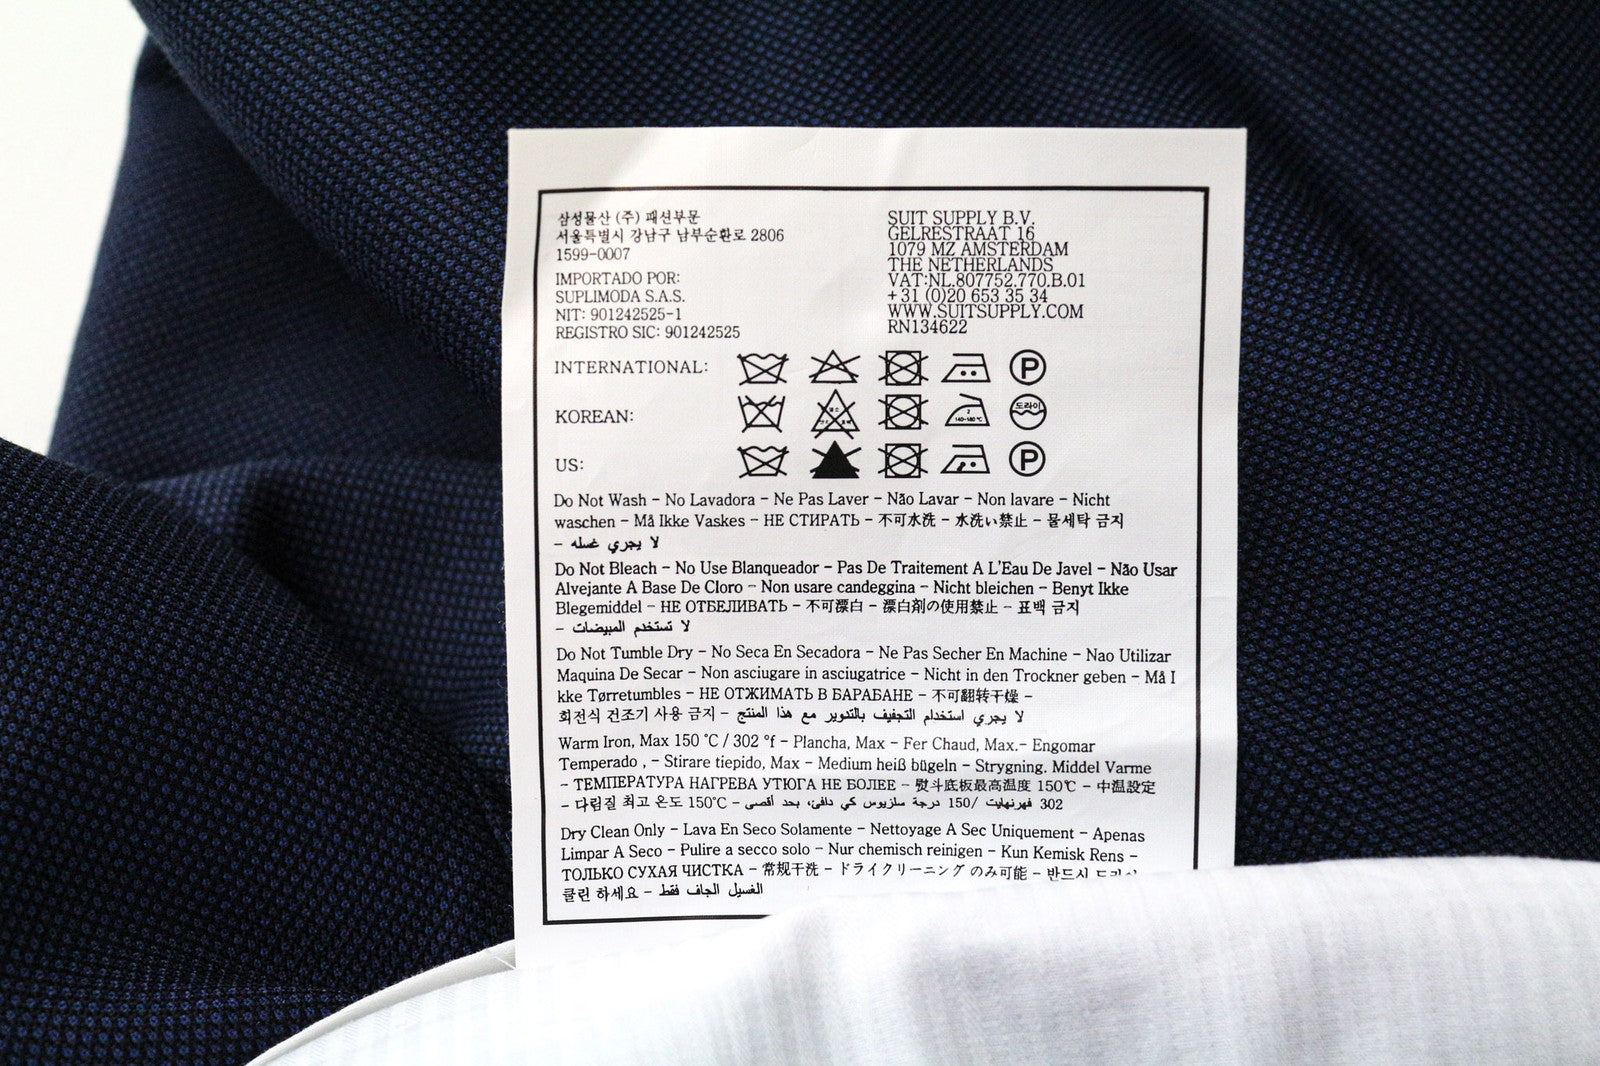 삼성물산 (주) 패션부문
서울특별시 강남구 남부순환로 2806
1599-0007
IMPORTADO POR:
SUPLIMODA S.A.S.
NIT: 901242525-1
REGISTRO SIC: 901242525
SUIT SUPPLY B.V.
GELRESTRAAT 16
1079 MZ AMSTERDAM
THE NETHERLANDS
VAT:NL.807752.770.B.01
+31 (0)20 653 35 34
WWW.SUITSUPPLY.COM
RN134622
INTERNATIONAL: P
KOREAN: 2 140~160 ℃ 드라이
US: P
Do Not Wash - No Lavadora - Ne Pas Laver - Não Lavar - Non lavare - Nicht
waschen - Må Ikke Vaskes - НЕ СТИРАТЬ - 不可水洗 - 水洗い禁止 - 물세탁 금지
- لا يجري غسله
Do Not Bleach - No Use Blanqueador - Pas De Traitement A L'Eau De Javel - Não Usar
Alvejante A Base De Cloro - Non usare candeggina - Nicht bleichen - Benyt Ikke
Blegemiddel - НЕ ОТБЕЛИВАТЬ - 不可漂白 - 漂白剤の使用禁止 - 표백 금지
- لا تستخدم المبيضات
Do Not Tumble Dry - No Seca En Secadora - Ne Pas Secher En Machine - Nao Utilizar
Maquina De Secar - Non asciugare in asciugatrice - Nicht in den Trockner geben - Må I
kke Tørretumbles - НЕ ОТЖИМАТЬ В БАРАБАНЕ - 不可翻转干燥 -
회전식 건조기 사용 금지 - لا يجري استخدام التجفيف بالتدوير مع هذا المنتج
Warm Iron, Max 150 °C / 302 °f - Plancha, Max - Fer Chaud, Max.- Engomar
Temperado , - Stirare tiepido, Max - Medium heiß bügeln - Strygning. Middel Varme
- ТЕМПЕРАТУРА НАГРЕВА УТЮГА НЕ БОЛЕЕ - 熨斗底板最高温度 150℃ - 中温設定
- 다림질 최고 온도 150℃ - 302 فهرنهايت /150 درجة سلزيوس كي دافئ، بحد أقصى
Dry Clean Only - Lava En Seco Solamente - Nettoyage A Sec Uniquement - Apenas
Limpar A Seco - Pulire a secco solo - Nur chemisch reinigen - Kun Kemisk Rens -
ТОЛЬКО СУХАЯ ЧИСТКА - 常规干洗 - ドライクリーニング のみ可能 - 반드시 드라이
클린 하세요 - الغسيل الجاف فقط